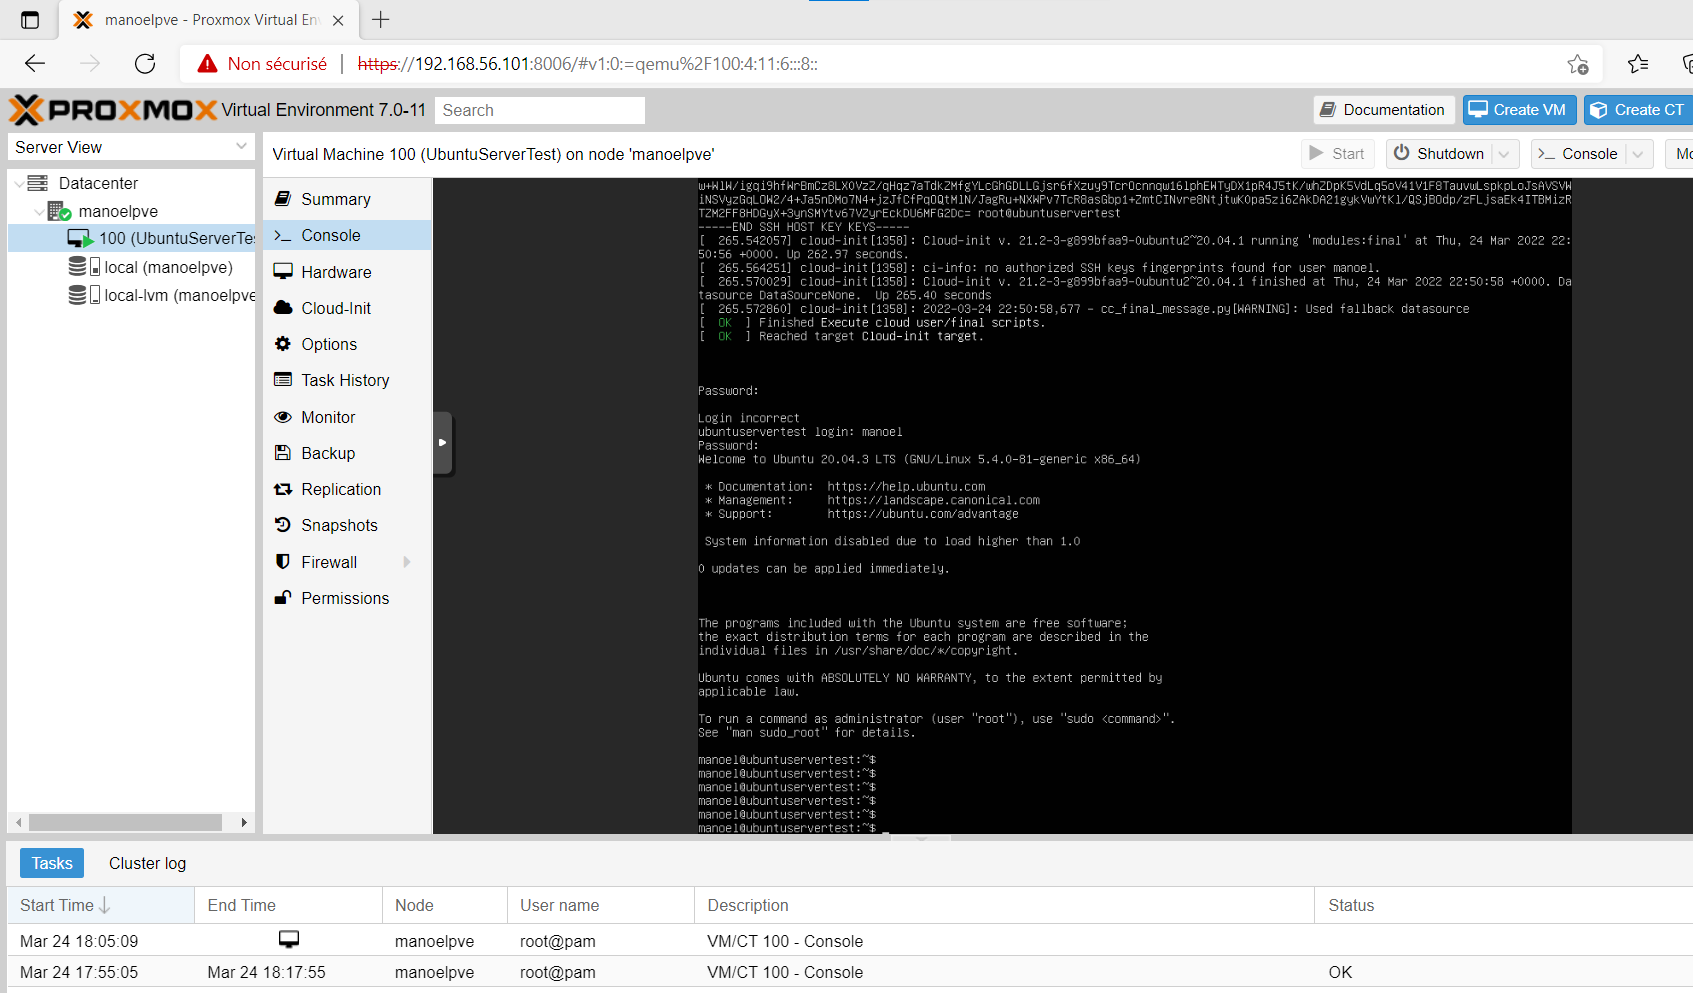 manoelpve - Proxmox Virtual En
Non sécurisé | https://192.168.56.101:8006/#v1:0:=qemu%2F100:4:11:6:::8::
PROXMOX Virtual Environment 7.0-11 Search Documentation Create VM Create CT
Server View
Virtual Machine 100 (UbuntuServerTest) on node 'manoelpve' Start Shutdown Console Mo
Datacenter
manoelpve
100 (UbuntuServerTes
local (manoelpve)
local-lvm (manoelpve
Summary
Console
Hardware
Cloud-Init
Options
Task History
Monitor
Backup
Replication
Snapshots
Firewall
Permissions
root@ubuntuservertest
-----END SSH HOST KEY KEYS-----
[  265.542057] cloud-init[1358]: Cloud-init v. 21.2-3-g899bfaa9-0ubuntu2~20.04.1 running 'modules:final' at Thu, 24 Mar 2022 22:
50:56 +0000. Up 262.97 seconds.
[  265.564251] cloud-init[1358]: ci-info: no authorized SSH keys fingerprints found for user manoel.
[  265.570029] cloud-init[1358]: Cloud-init v. 21.2-3-g899bfaa9-0ubuntu2~20.04.1 finished at Thu, 24 Mar 2022 22:50:58 +0000. Da
tasource DataSourceNone.  Up 265.40 seconds
[  265.572860] cloud-init[1358]: 2022-03-24 22:50:58,677 - cc_final_message.py[WARNING]: Used fallback datasource
[  OK  ] Finished Execute cloud user/final scripts.
[  OK  ] Reached target Cloud-init target.
Password:
Login incorrect
ubuntuservertest login: manoel
Password:
Welcome to Ubuntu 20.04.3 LTS (GNU/Linux 5.4.0-81-generic x86_64)
* Documentation:  https://help.ubuntu.com
* Management:     https://landscape.canonical.com
* Support:        https://ubuntu.com/advantage
System information disabled due to load higher than 1.0
0 updates can be applied immediately.
The programs included with the Ubuntu system are free software;
the exact distribution terms for each program are described in the
individual files in /usr/share/doc/*/copyright.
Ubuntu comes with ABSOLUTELY NO WARRANTY, to the extent permitted by
applicable law.
To run a command as administrator (user "root"), use "sudo <command>".
See "man sudo_root" for details.
manoel@ubuntuservertest:~$
manoel@ubuntuservertest:~$
manoel@ubuntuservertest:~$
manoel@ubuntuservertest:~$
manoel@ubuntuservertest:~$
manoel@ubuntuservertest:~$ _
Tasks Cluster log
Start Time End Time Node User name Description Status
Mar 24 18:05:09 manoelpve root@pam VM/CT 100 - Console
Mar 24 17:55:05 Mar 24 18:17:55 manoelpve root@pam VM/CT 100 - Console OK